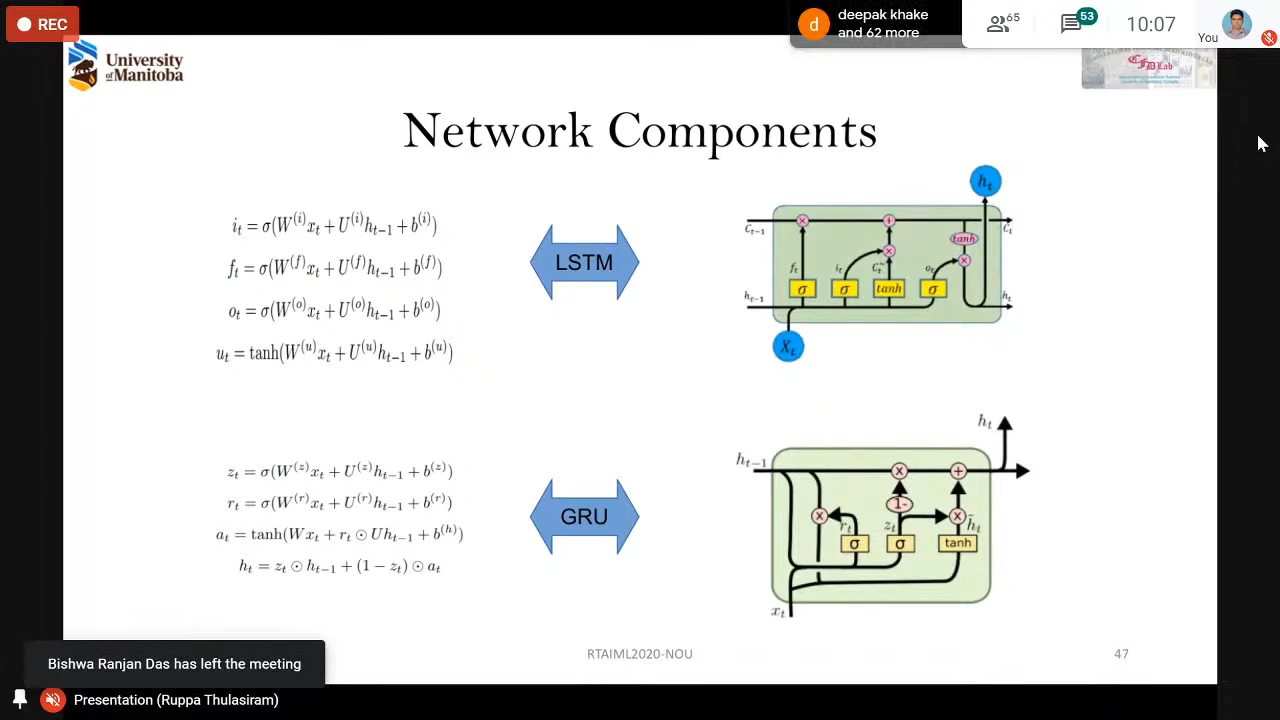 REC
deepak khake
and 62 more
d
65
53
10:07
You
University
of Manitoba
CFD Lab
Network Components
i_t = σ(W^(i)x_t + U^(i)h_{t−1} + b^(i))
f_t = σ(W^(f)x_t + U^(f)h_{t−1} + b^(f))
o_t = σ(W^(o)x_t + U^(o)h_{t−1} + b^(o))
u_t = tanh(W^(u)x_t + U^(u)h_{t−1} + b^(u))
LSTM
h_t
C_{t-1}
× + C_t
tanh
× ×
f_t i_t C_t~ o_t
σ σ tanh σ
h_{t-1} h_t
X_t
z_t = σ(W^(z)x_t + U^(z)h_{t−1} + b^(z))
r_t = σ(W^(r)x_t + U^(r)h_{t−1} + b^(r))
a_t = tanh(Wx_t + r_t ⊙ Uh_{t−1} + b^(h))
h_t = z_t ⊙ h_{t−1} + (1 − z_t) ⊙ a_t
GRU
h_t
h_{t−1}
× +
1-
× r_t z_t × h̃_t
σ σ tanh
x_t
RTAIML2020-NOU
47
Bishwa Ranjan Das has left the meeting
Presentation (Ruppa Thulasiram)